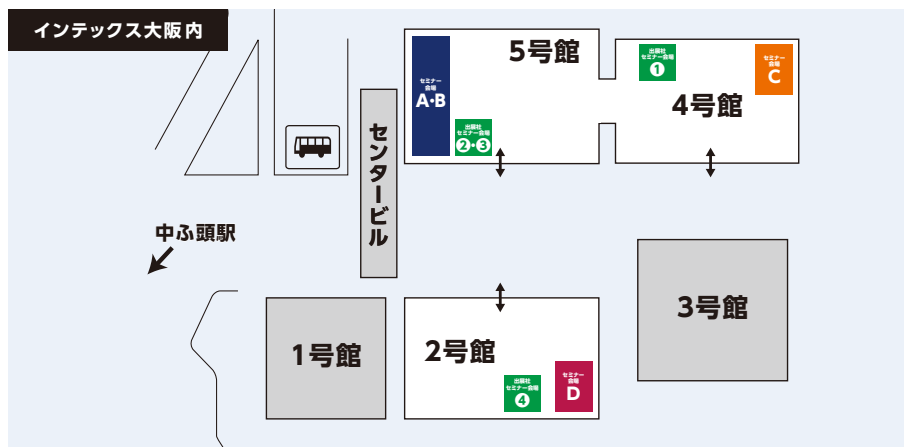 インテックス大阪内
5号館
セミナー
会場
A・B
出展社
セミナー会場
❷・❸
4号館
出展社
セミナー会場
❶
セミナー
会場
C
センタービル
中ふ頭駅
1号館
2号館
出展社
セミナー会場
❹
セミナー
会場
D
3号館